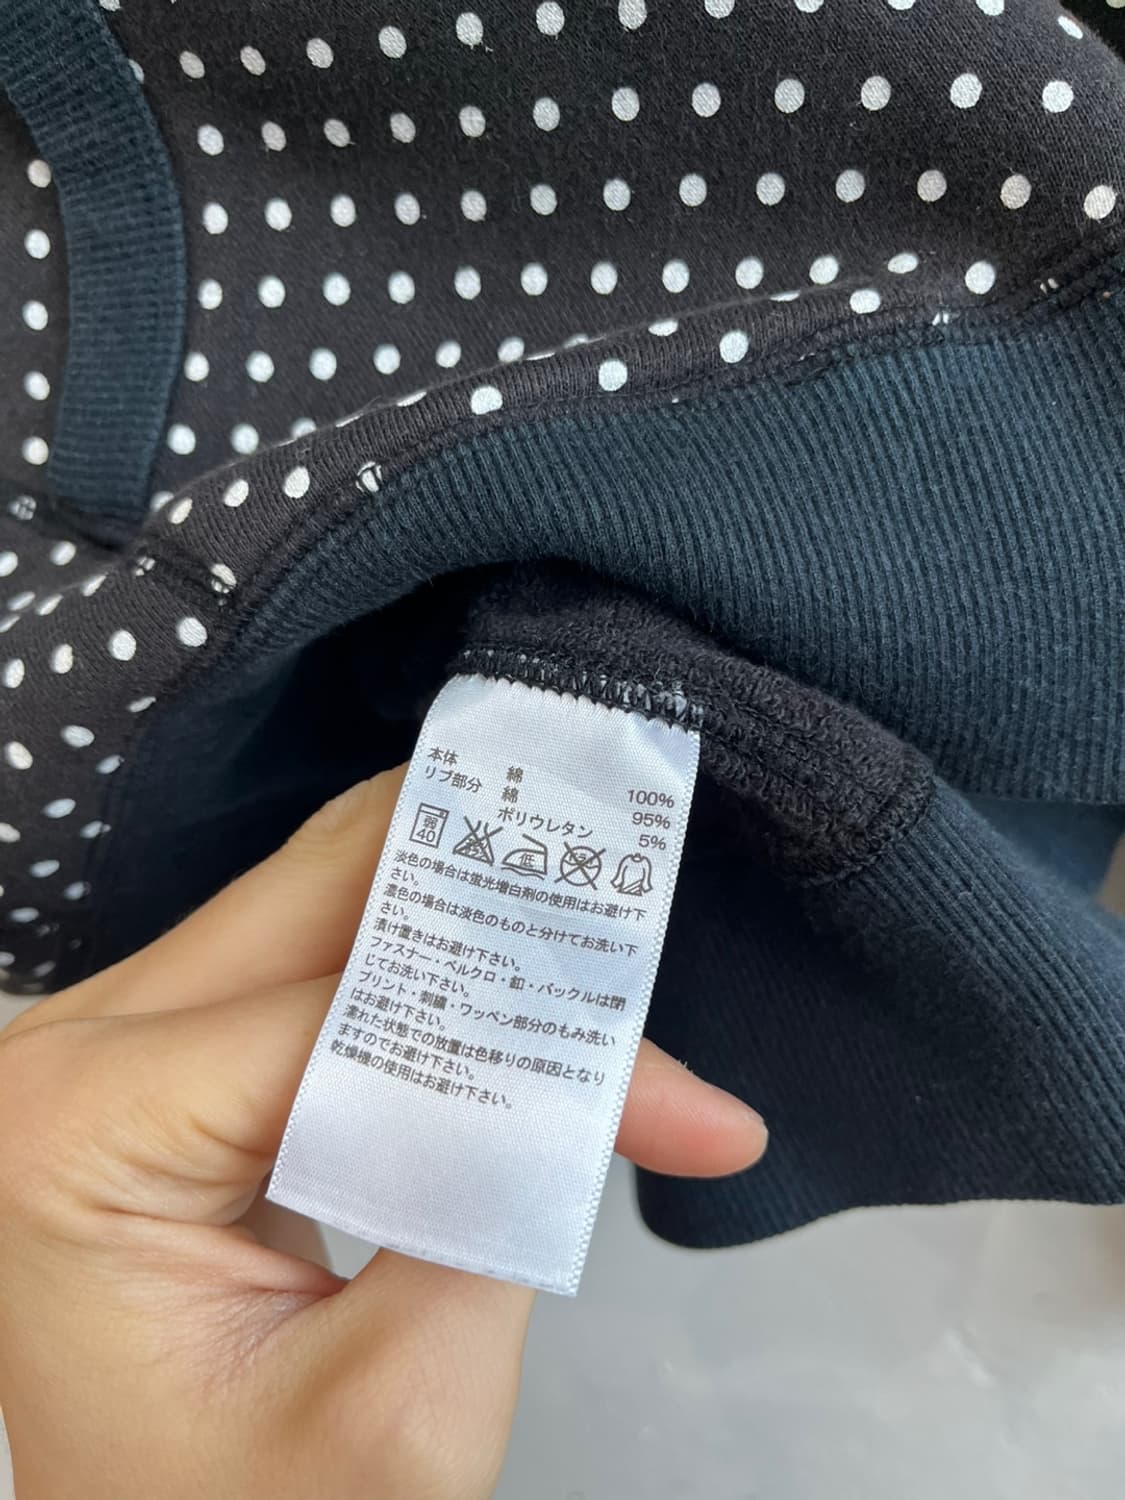 本体 綿 100%
リブ部分 綿 95%
ポリウレタン 5%
弱 40 低
淡色の場合は蛍光増白剤の使用はお避け下
さい。
濃色の場合は淡色のものと分けてお洗い下
さい。
漬け置きはお避け下さい。
ファスナー・ベルクロ・釦・バックルは閉
じてお洗い下さい。
プリント・刺繍・ワッペン部分のもみ洗い
はお避け下さい。
濡れた状態での放置は色移りの原因となり
ますのでお避け下さい。
乾燥機の使用はお避け下さい。